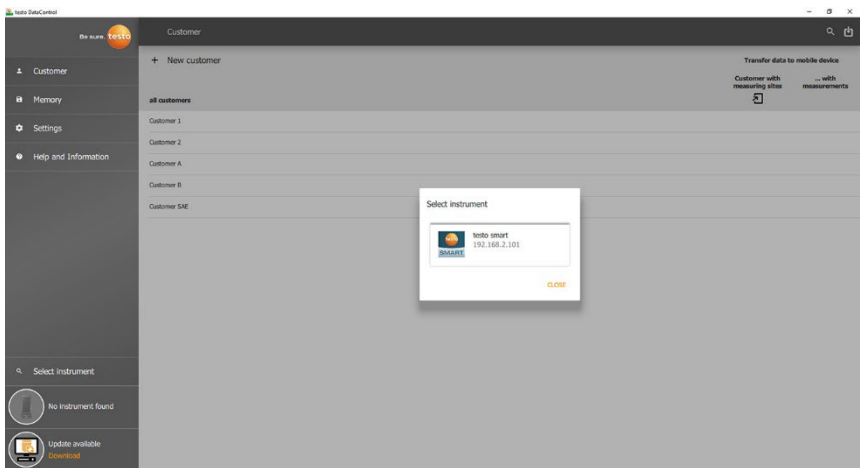 testo DataControl
Be sure. testo
Customer
Customer
Memory
Settings
Help and Information
Select instrument
No instrument found
Update available
Download
+ New customer
Transfer data to mobile device
Customer with
measuring sites
... with
measurements
all customers
Customer 1
Customer 2
Customer A
Customer B
Customer SAE
Select instrument
testo
SMART
testo smart
192.168.2.101
CLOSE